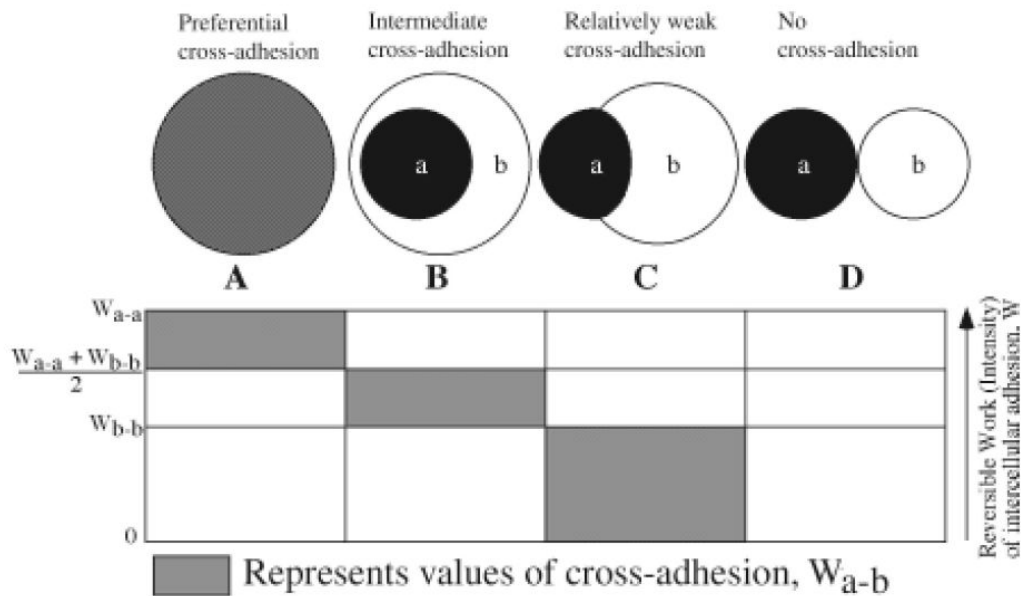 Preferential
cross-adhesion
Intermediate
cross-adhesion
Relatively weak
cross-adhesion
No
cross-adhesion
a
b
a
b
a
b
A
B
C
D
Wa-a
Wa-a + Wb-b
2
Wb-b
0
Reversible Work (Intensity)
of intercellular adhesion, W
Represents values of cross-adhesion, Wa-b